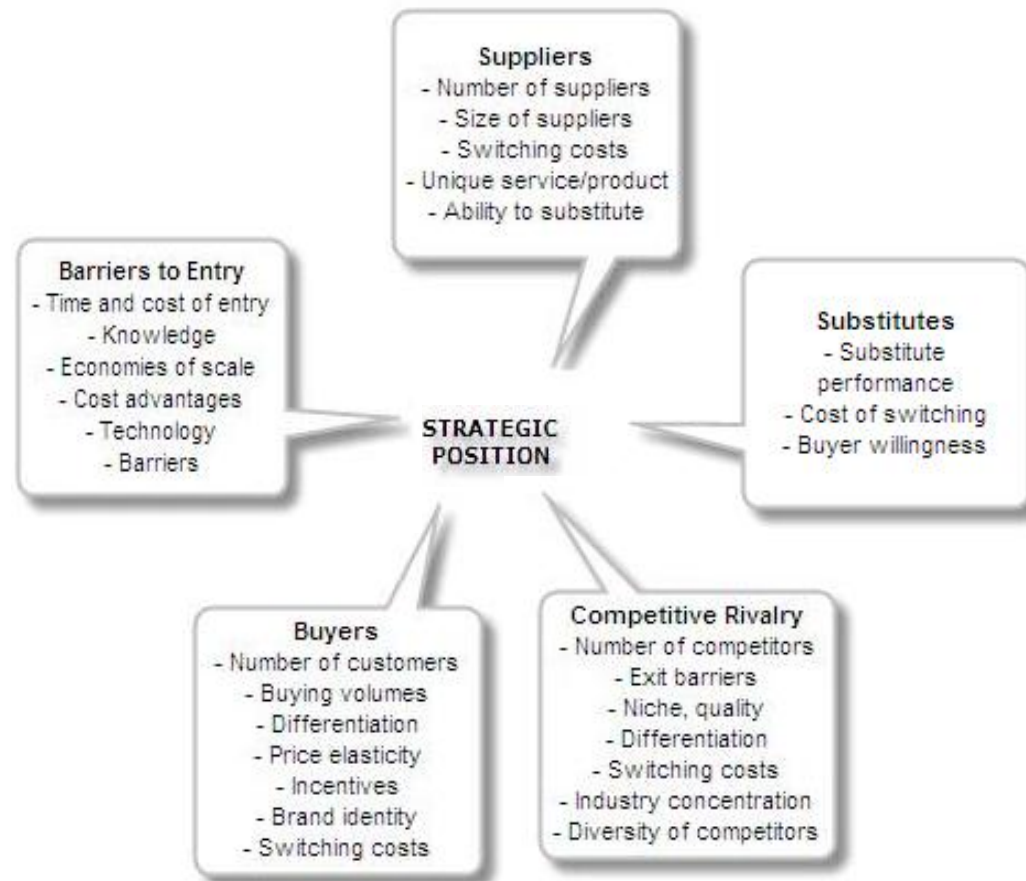 Suppliers
- Number of suppliers
- Size of suppliers
- Switching costs
- Unique service/product
- Ability to substitute
Barriers to Entry
- Time and cost of entry
- Knowledge
- Economies of scale
- Cost advantages
- Technology
- Barriers
Substitutes
- Substitute
performance
- Cost of switching
- Buyer willingness
STRATEGIC
POSITION
Buyers
- Number of customers
- Buying volumes
- Differentiation
- Price elasticity
- Incentives
- Brand identity
- Switching costs
Competitive Rivalry
- Number of competitors
- Exit barriers
- Niche, quality
- Differentiation
- Switching costs
- Industry concentration
- Diversity of competitors